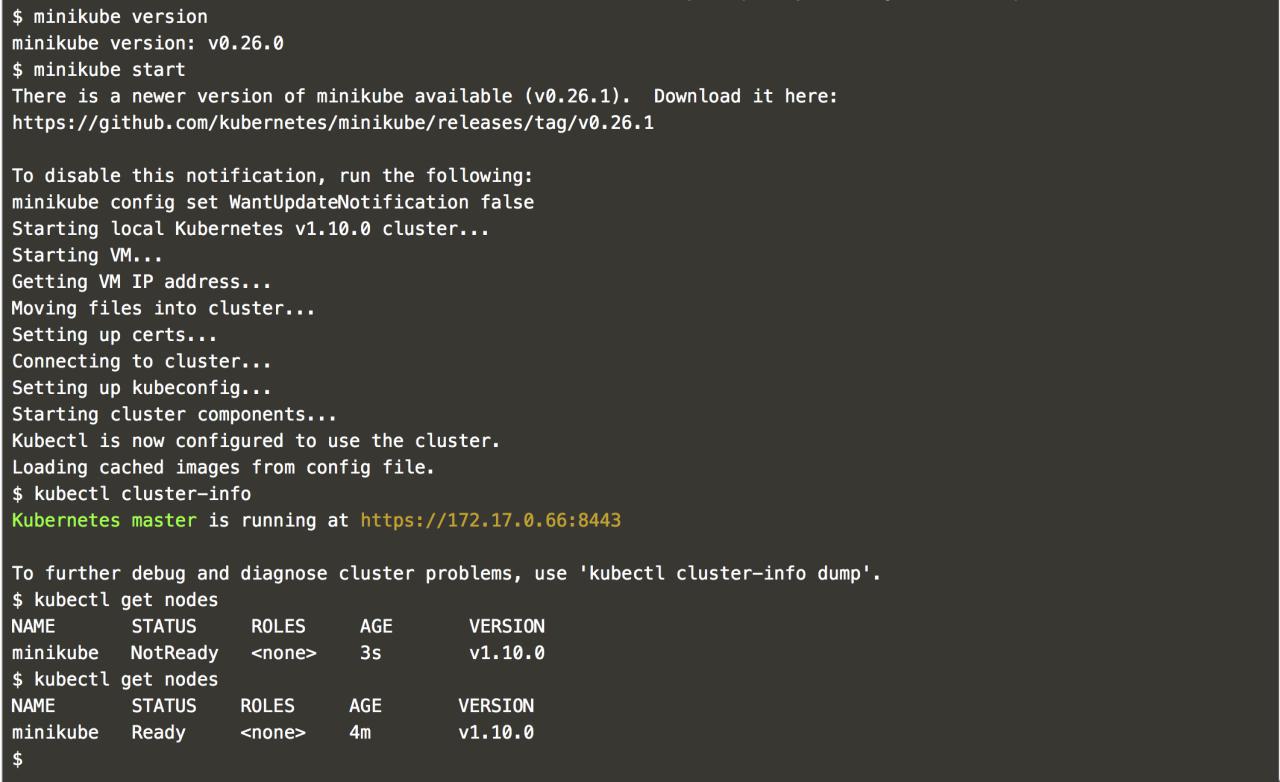 $ minikube version
minikube version: v0.26.0
$ minikube start
There is a newer version of minikube available (v0.26.1).  Download it here:
https://github.com/kubernetes/minikube/releases/tag/v0.26.1

To disable this notification, run the following:
minikube config set WantUpdateNotification false
Starting local Kubernetes v1.10.0 cluster...
Starting VM...
Getting VM IP address...
Moving files into cluster...
Setting up certs...
Connecting to cluster...
Setting up kubeconfig...
Starting cluster components...
Kubectl is now configured to use the cluster.
Loading cached images from config file.
$ kubectl cluster-info
Kubernetes master is running at https://172.17.0.66:8443

To further debug and diagnose cluster problems, use 'kubectl cluster-info dump'.
$ kubectl get nodes
NAME       STATUS     ROLES     AGE       VERSION
minikube   NotReady   <none>    3s        v1.10.0
$ kubectl get nodes
NAME       STATUS    ROLES     AGE       VERSION
minikube   Ready     <none>    4m        v1.10.0
$